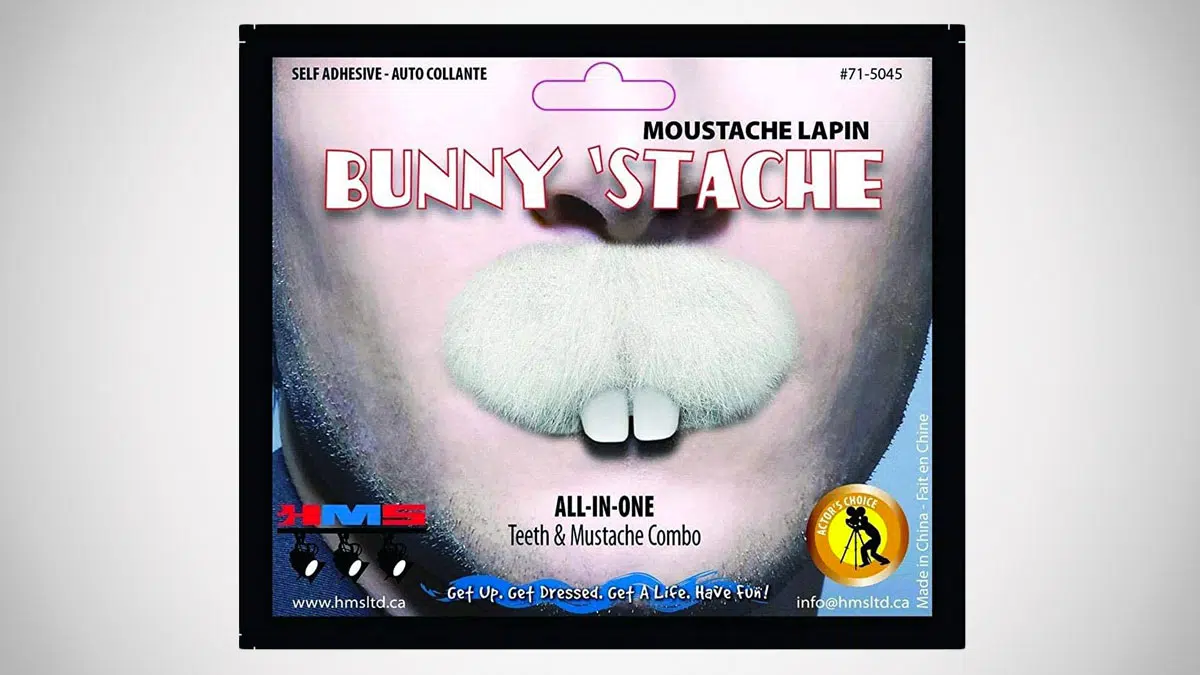 SELF ADHESIVE - AUTO COLLANTE
#71-5045
MOUSTACHE LAPIN
BUNNY 'STACHE
ALL-IN-ONE
Teeth & Mustache Combo
HMS
ACTOR'S CHOICE
Made in China - Fait en Chine
Get Up. Get Dressed. Get A Life. Have Fun!
www.hmsltd.ca
info@hmsltd.ca